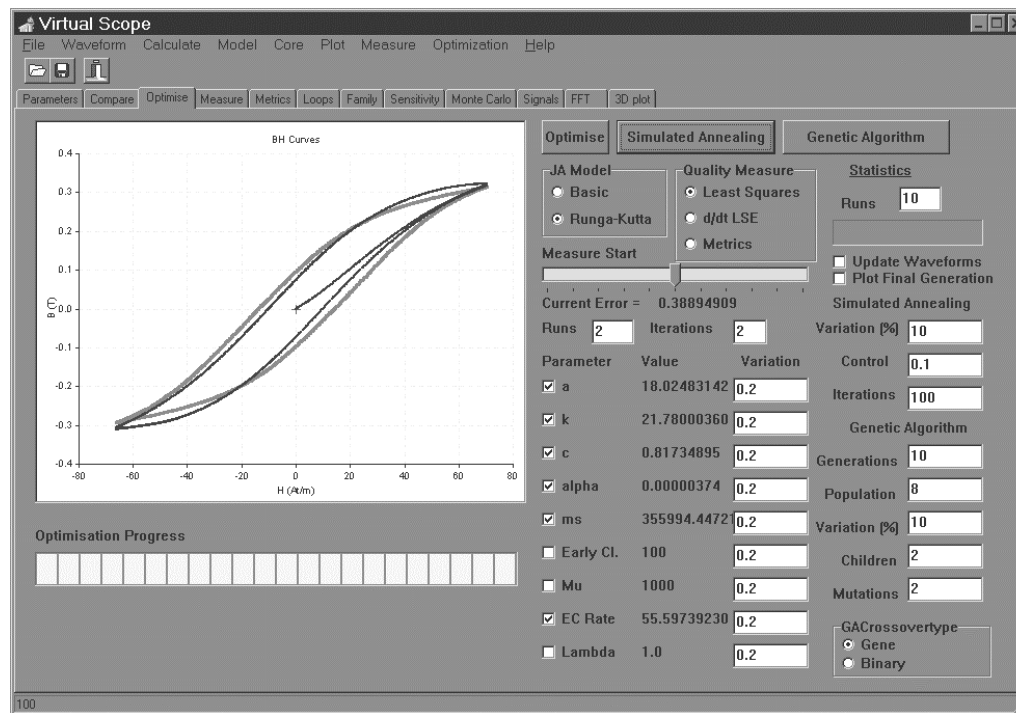 Virtual Scope
File Waveform Calculate Model Core Plot Measure Optimization Help
Parameters Compare Optimise Measure Metrics Loops Family Sensitivity Monte Carlo Signals FFT 3D plot
BH Curves
0.4
0.3
0.2
0.1
0.0
-0.1
-0.2
-0.3
-0.4
B (T)
-80 -60 -40 -20 0 20 40 60 80
H (At/m)
Optimisation Progress
Optimise Simulated Annealing Genetic Algorithm
JA Model
Basic
Runga-Kutta
Quality Measure
Least Squares
d/dt LSE
Metrics
Statistics
Runs 10
Update Waveforms
Plot Final Generation
Measure Start
Current Error = 0.38894909
Runs 2 Iterations 2
Parameter Value Variation
a 18.02483142 0.2
k 21.78000360 0.2
c 0.81734895 0.2
alpha 0.00000374 0.2
ms 355994.44721 0.2
Early Cl. 100 0.2
Mu 1000 0.2
EC Rate 55.59739230 0.2
Lambda 1.0 0.2
Simulated Annealing
Variation (%) 10
Control 0.1
Iterations 100
Genetic Algorithm
Generations 10
Population 8
Variation (%) 10
Children 2
Mutations 2
GACrossovertype
Gene
Binary
100